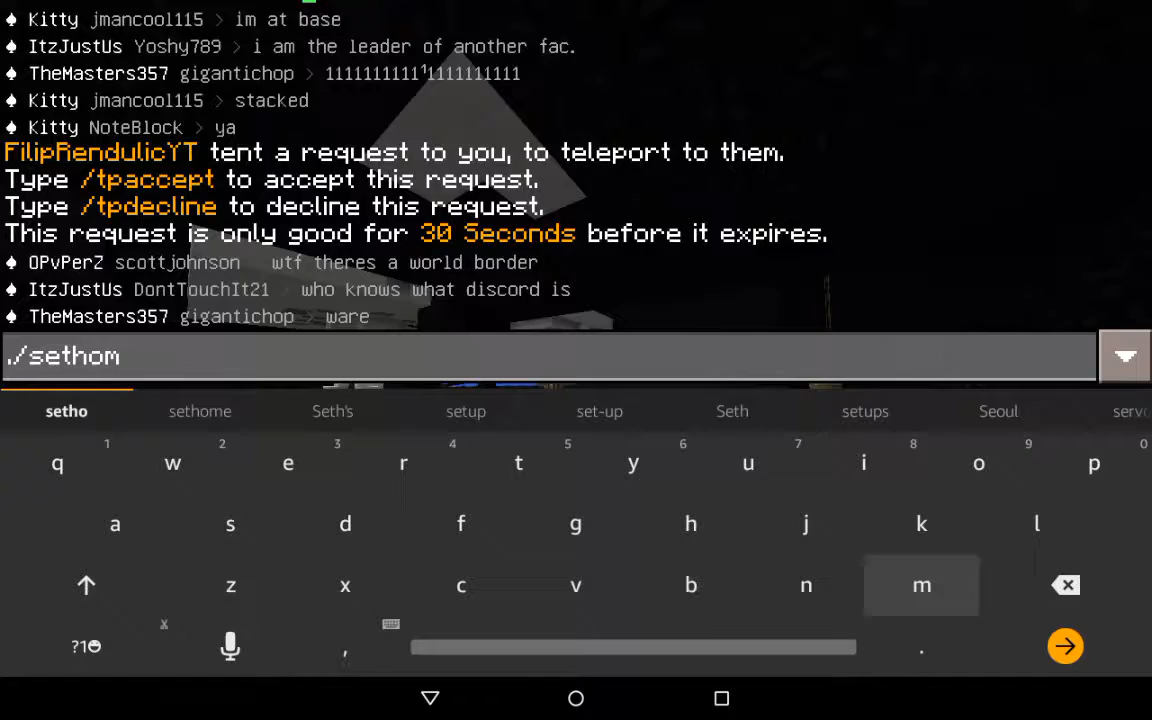 ♠ Kitty jmancool115 > im at base
♠ ItzJustUs Yoshy789 > i am the leader of another fac.
♠ TheMasters357 gigantichop > 11111111111111111111
♠ Kitty jmancool115 > stacked
♠ Kitty NoteBlock > ya
FilipRendulicYT tent a request to you, to teleport to them.
Type /tpaccept to accept this request.
Type /tpdecline to decline this request.
This request is only good for 30 Seconds before it expires.
♠ OPvPerZ scottjohnson wtf theres a world border
♠ ItzJustUs DontTouchIt21 > who knows what discord is
♠ TheMasters357 gigantichop > ware
./sethom
setho sethome Seth's setup set-up Seth setups Seoul serv
1 2 3 4 5 6 7 8 9 0
q w e r t y u i o p
a s d f g h j k l
z x c v b n m
?1☻ , .